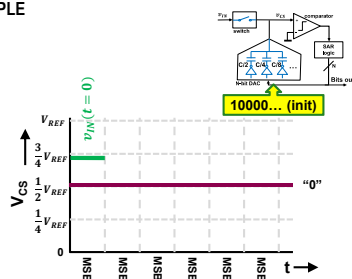 PLE
v_IN
v_CS
comparator
switch
C/2 C/4 C/8 ...
SAR
logic
N
N-bit DAC
Bits ou
10000... (init)
v_IN(t = 0)
V_REF
3/4 V_REF
1/2 V_REF
1/4 V_REF
0
V_CS
"0"
MSB MSB MSB MSB MSB MSB
t